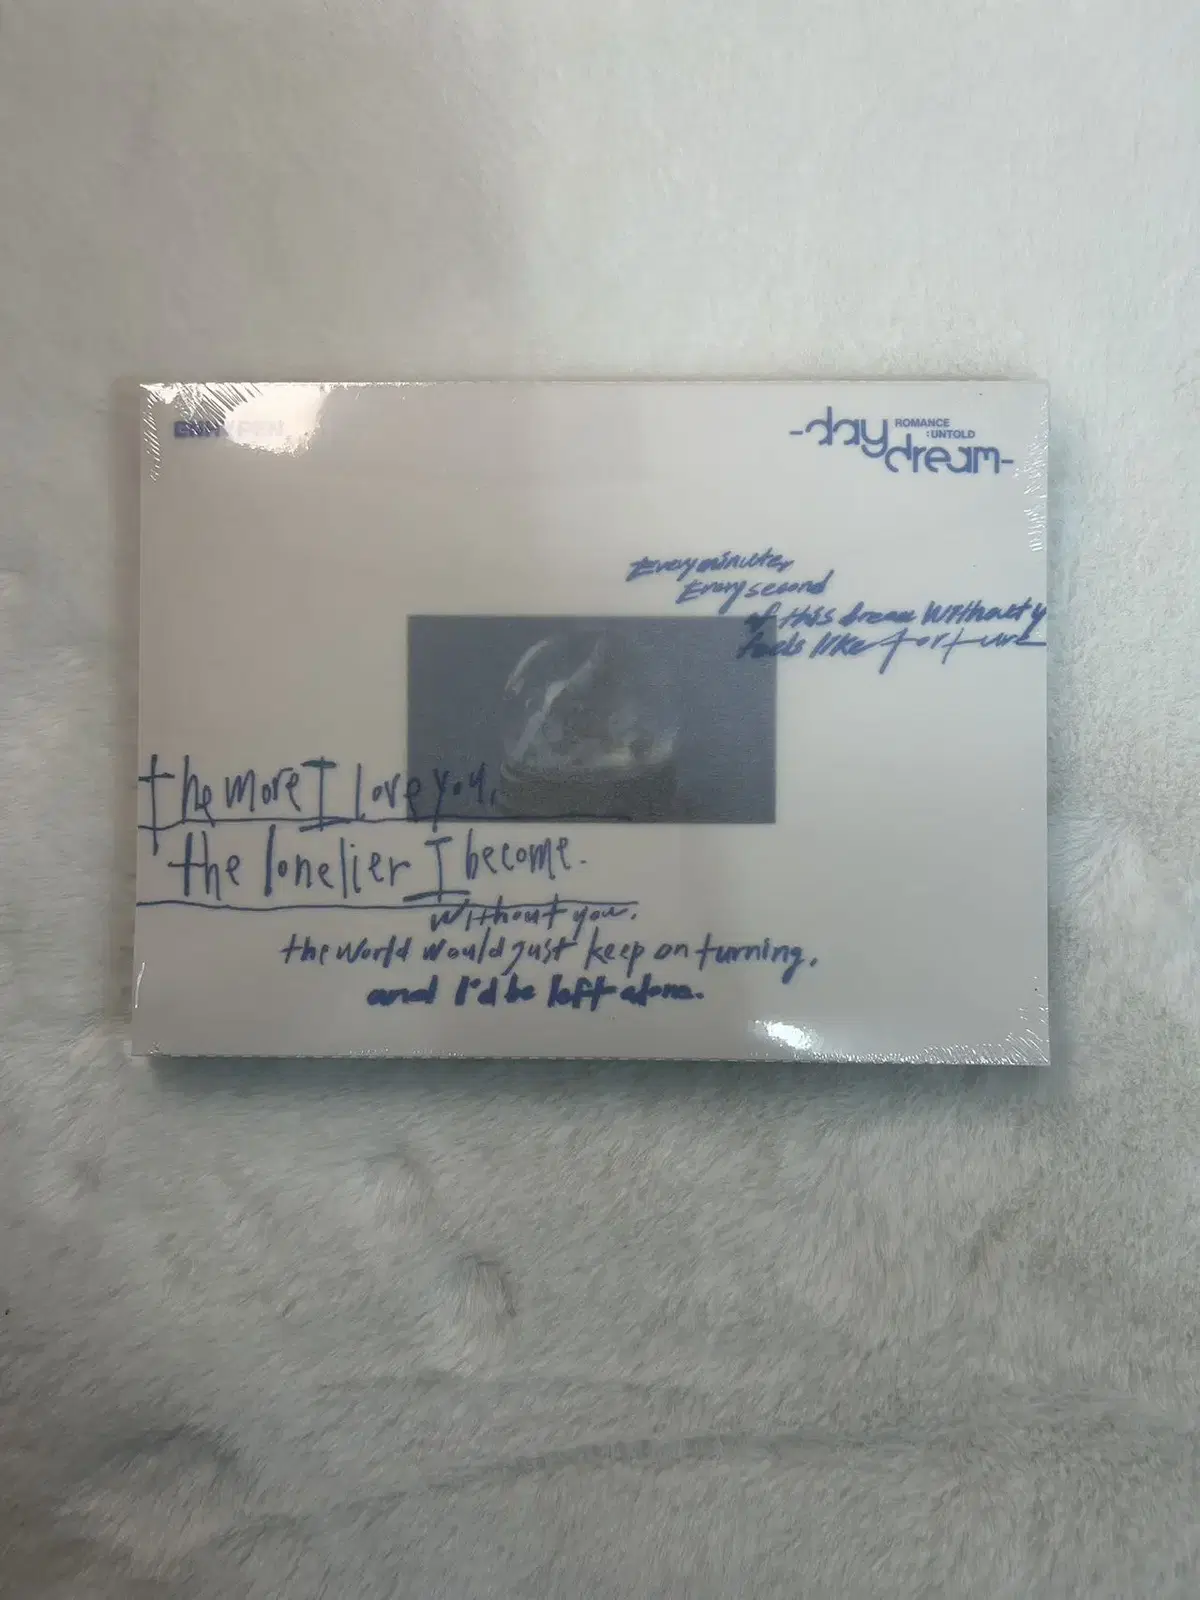 ENHYPEN
-day dream-
ROMANCE
:UNTOLD
Every minute,
Every second
of this dream without y
feels like torture
the more I love you,
the lonelier I become.
Without you,
the world would just keep on turning,
and I'd be left alone.